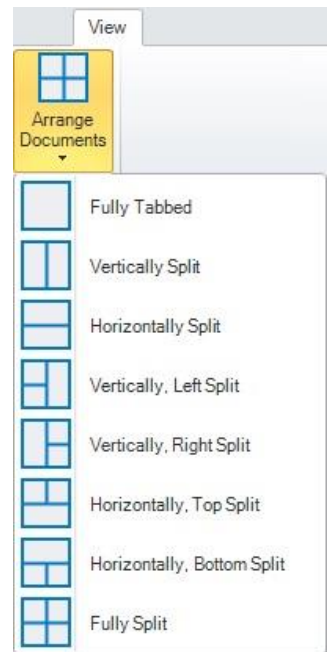 View
Arrange
Documents
Fully Tabbed
Vertically Split
Horizontally Split
Vertically, Left Split
Vertically, Right Split
Horizontally, Top Split
Horizontally, Bottom Split
Fully Split